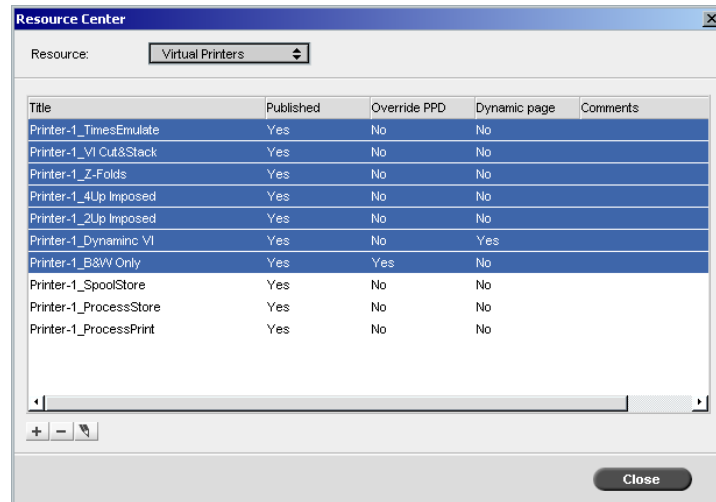 Resource Center
Resource: Virtual Printers
Title Published Override PPD Dynamic page Comments
Printer-1_TimesEmulate Yes No No
Printer-1_VI Cut&Stack Yes No No
Printer-1_Z-Folds Yes No No
Printer-1_4Up Imposed Yes No No
Printer-1_2Up Imposed Yes No No
Printer-1_Dynaminc VI Yes No Yes
Printer-1_B&W Only Yes Yes No
Printer-1_SpoolStore Yes No No
Printer-1_ProcessStore Yes No No
Printer-1_ProcessPrint Yes No No
Close